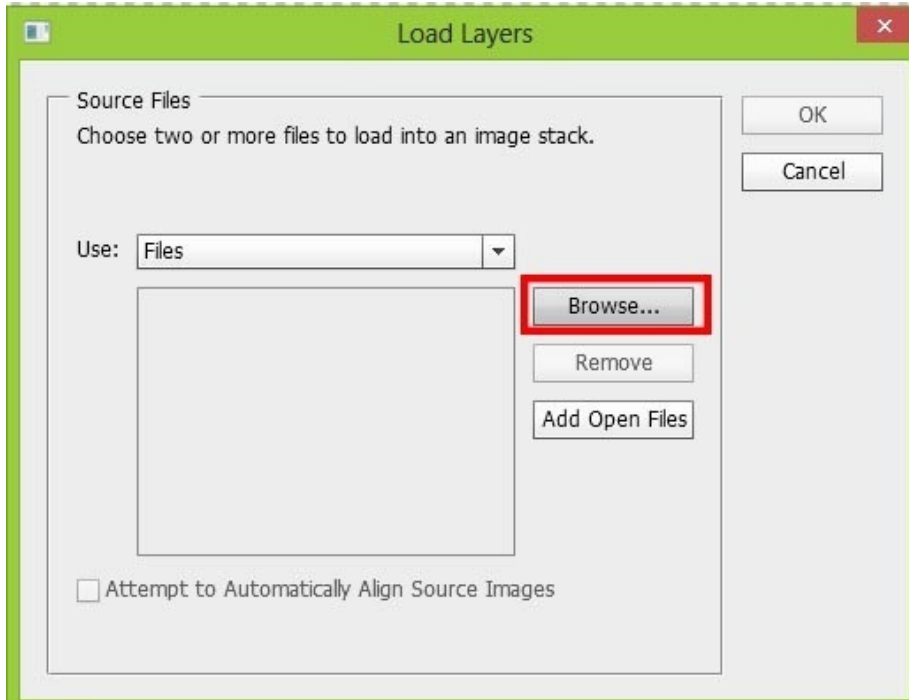 Load Layers
Source Files
Choose two or more files to load into an image stack.
OK
Cancel
Use: Files
Browse...
Remove
Add Open Files
Attempt to Automatically Align Source Images